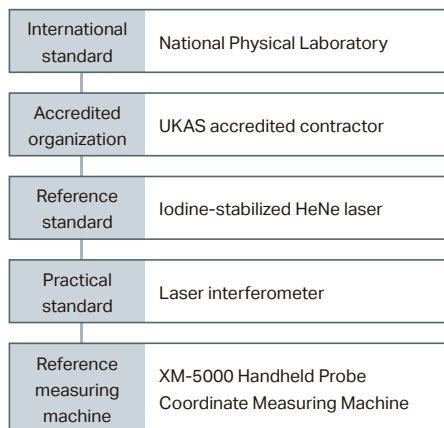 International
standard
National Physical Laboratory
Accredited
organization
UKAS accredited contractor
Reference
standard
Iodine-stabilized HeNe laser
Practical
standard
Laser interferometer
Reference
measuring
machine
XM-5000 Handheld Probe
Coordinate Measuring Machine